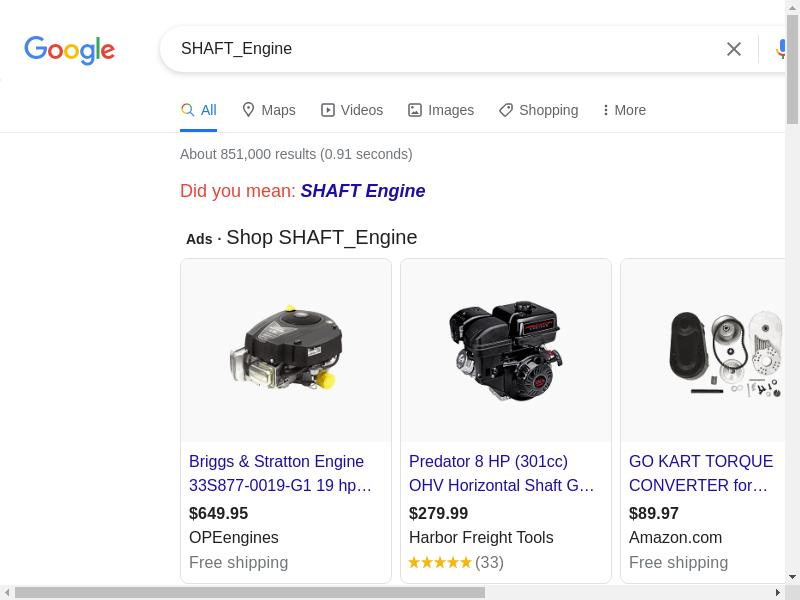 Google
SHAFT_Engine
All
Maps
Videos
Images
Shopping
More
About 851,000 results (0.91 seconds)
Did you mean: SHAFT Engine
Ads · Shop SHAFT_Engine
Briggs & Stratton Engine
33S877-0019-G1 19 hp…
$649.95
OPEengines
Free shipping
Predator 8 HP (301cc)
OHV Horizontal Shaft G…
$279.99
Harbor Freight Tools
(33)
GO KART TORQUE
CONVERTER for…
$89.97
Amazon.com
Free shipping